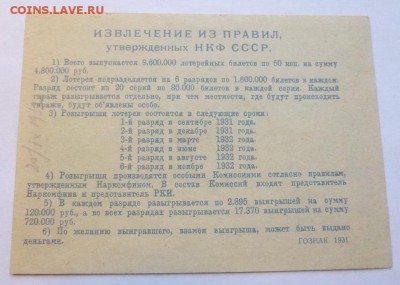 COINS.LAVE.RU
ИЗВЛЕЧЕНИЕ ИЗ ПРАВИЛ,
утвержденных НКФ СССР.
1) Всего выпускается 9.600.000 лотерейных билетов по 50 коп. на сумму
4.800.000 руб.
2) Лотерея подразделяется на 6 разрядов по 1.600.000 билетов в каждом.
Разряд состоит из 20 серий по 80.000 билетов в каждой серии. Каждый
разряд разыгрывается отдельно, при чем местности, где будут происходить
тиражи, будут об'явлены особо.
3) Розыгрыши лотереи состоятся в следующие сроки:
1-й разряд в сентябре 1931 года.
2-й разряд в декабре 1931 года.
3-й разряд в марте 1932 года.
4-й разряд в июне 1932 года.
5-й разряд в августе 1932 года.
6-й разряд в ноябре 1932 года.
4) Розыгрыши производятся особыми Комиссиями согласно правилам,
утвержденным Наркомфином. В состав Комиссий входят представитель
Наркомфина и представитель РКИ.
5) В каждом разряде разыгрывается по 2.895 выигрышей на сумму
120.000 руб., а во всех разрядах разыгрывается 17.370 выигрышей на сумму
720.000 руб.
6) По желанию выигравшего, взамен выигрыша, может быть выдано
деньгами.
ГОЗНАК 1931.